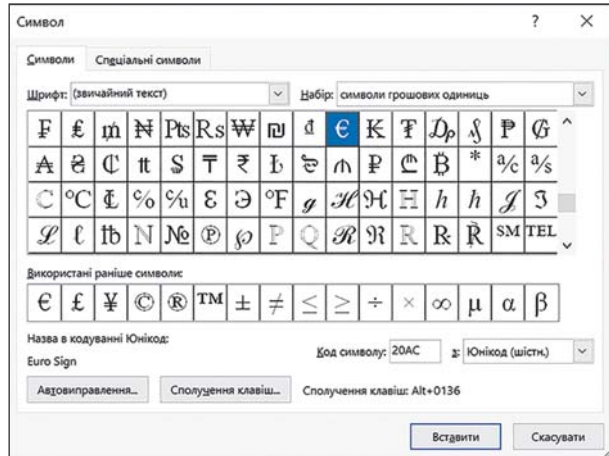 Символ ? ×
Символи Спеціальні символи
Шрифт: (звичайний текст) Набір: символи грошових одиниць
₣ ₤ ₥ ₦ ₧ ₨ ₩ ₪ ₫ € ₭ ₮ ₯ ₰ ₱ ₲
₳ ₴ ₵ ₶ ₷ ₸ ₹ ₺ ₻ ₼ ₽ ₾ ₿ * ℀ ℁
ℂ ℃ ℄ ℅ ℆ ℇ ℈ ℉ ℊ ℋ ℌ ℍ ℎ ℏ ℐ ℑ
ℒ ℓ ℔ ℕ № ℗ ℘ ℙ ℚ ℛ ℜ ℝ ℞ ℟ ℠ ℡
Використані раніше символи:
€ £ ¥ © ® ™ ± ≠ ≤ ≥ ÷ × ∞ µ α β
Назва в кодуванні Юнікод:
Euro Sign
Код символу: 20AC з: Юнікод (шістн.)
Автовиправлення... Сполучення клавіш... Сполучення клавіш: Alt+0136
Вставити Скасувати